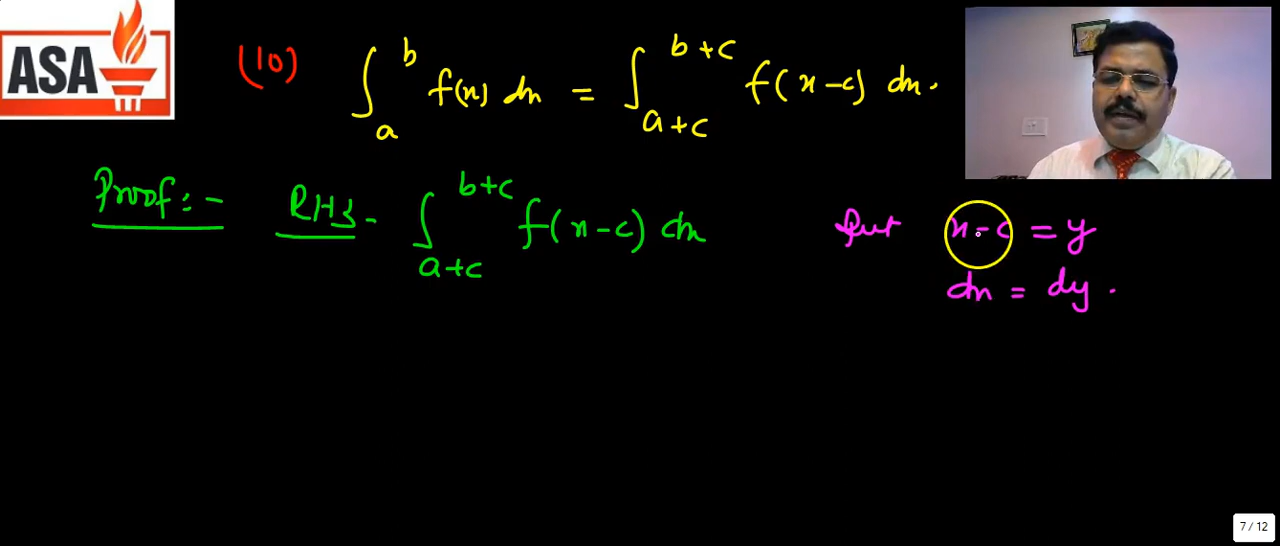 ASA
(10) ∫_a^b f(x) dx = ∫_{a+c}^{b+c} f(x-c) dx.
Proof:- RHS - ∫_{a+c}^{b+c} f(x-c) dx Put x-c = y
dx = dy.
7 / 12